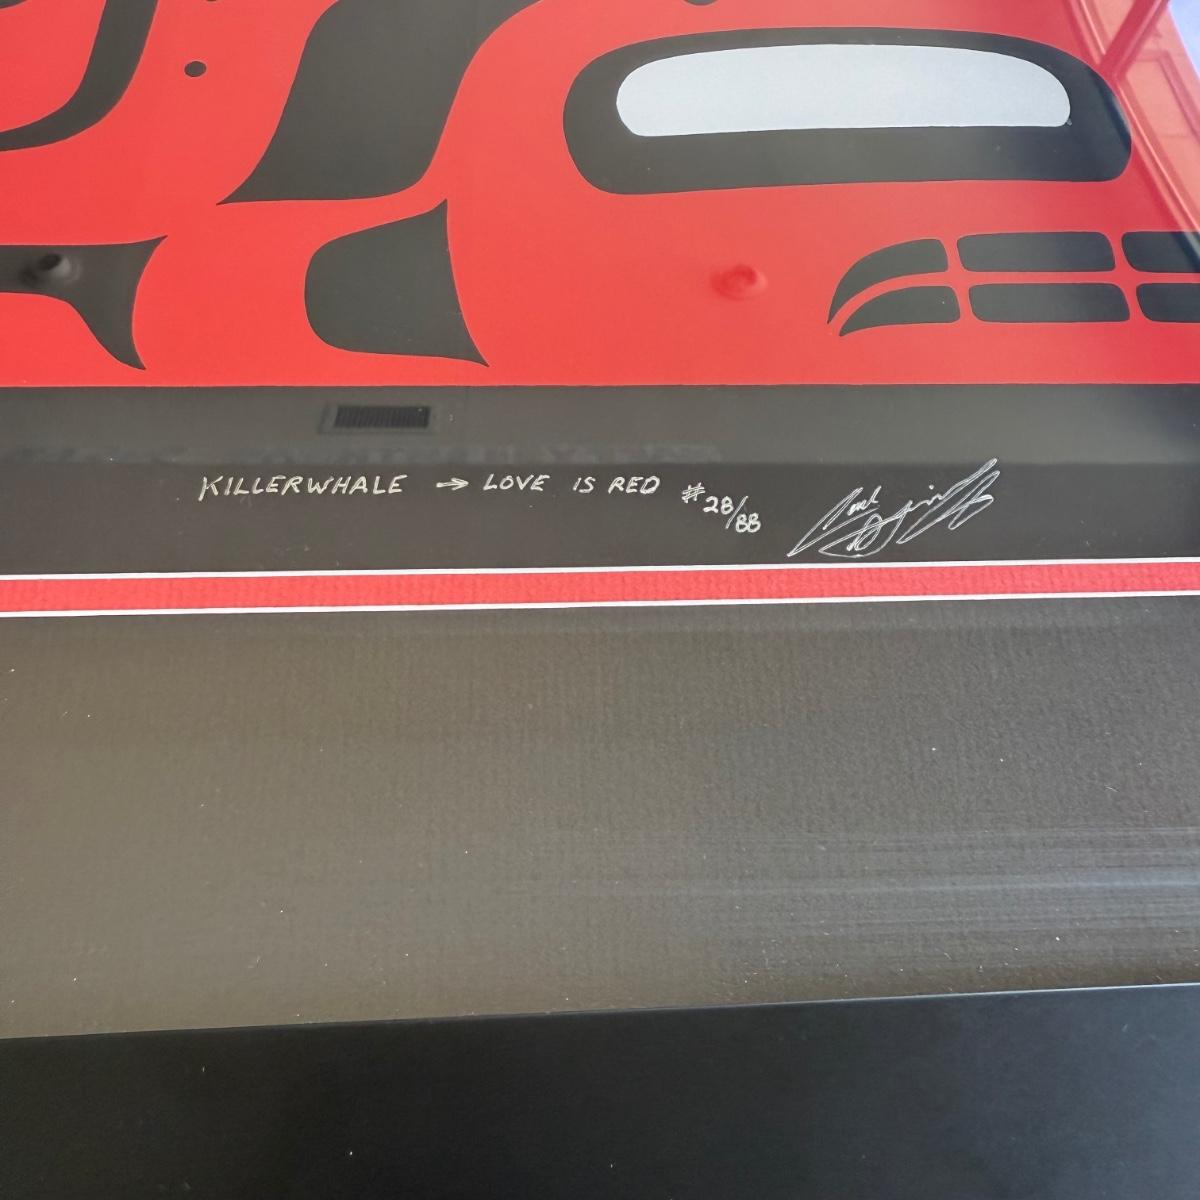 KILLERWHALE → LOVE IS RED #28/88